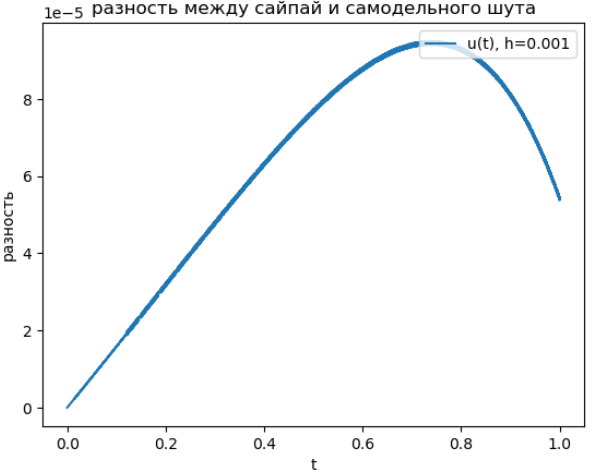 разность между сайпай и самодельного шута
1e−5
u(t), h=0.001
8
6
4
2
0
разность
0.0 0.2 0.4 0.6 0.8 1.0
t